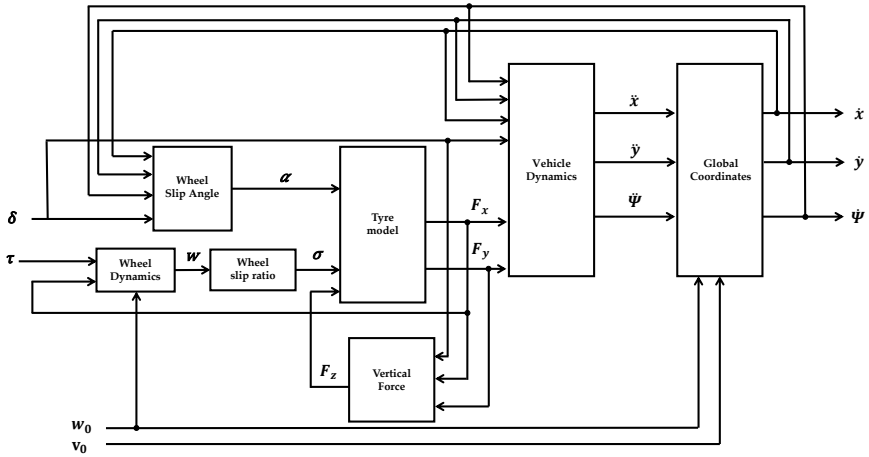 ẍ
ẋ
Wheel
Slip Angle
α
Tyre
model
Vehicle
Dynamics
ÿ
Global
Coordinates
ẏ
δ
F_x
Ψ̈
Ψ̇
τ
Wheel
Dynamics
w
Wheel
slip ratio
σ
F_y
F_z
Vertical
Force
w_0
v_0